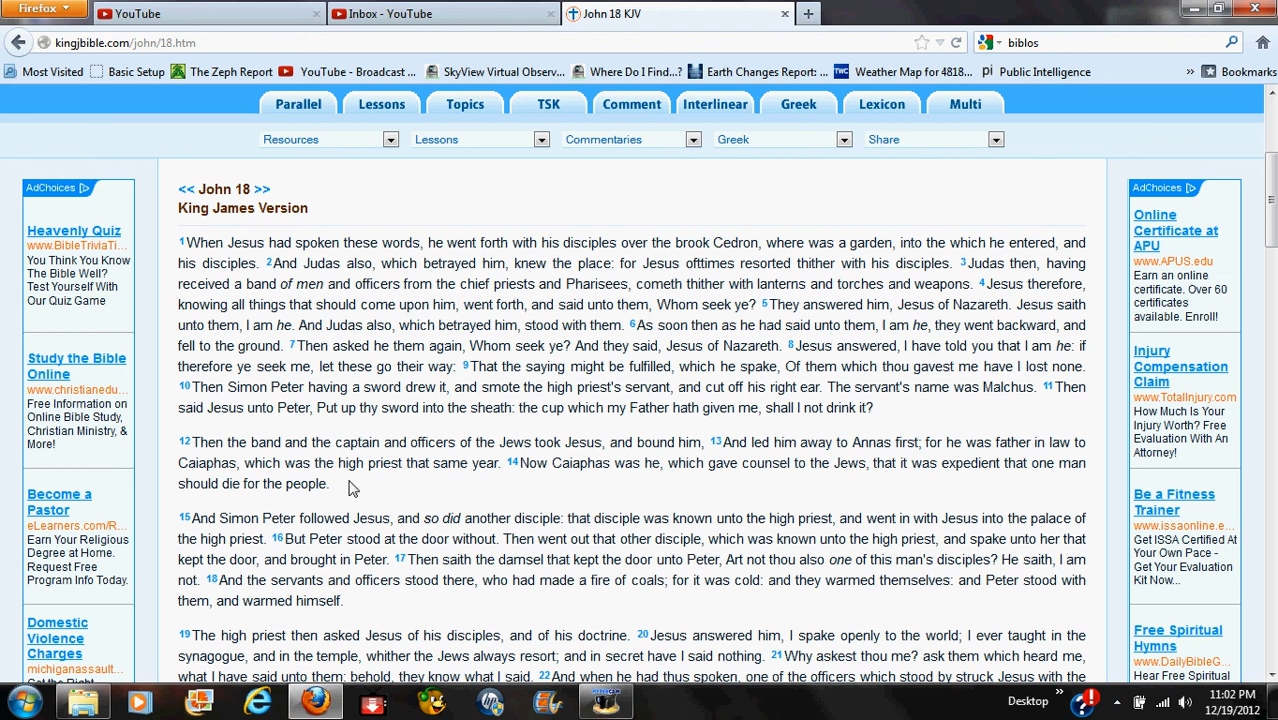 Firefox
YouTube
Inbox - YouTube
John 18 KJV
kingjbible.com/john/18.htm
biblos
Most Visited
Basic Setup
The Zeph Report
YouTube - Broadcast ...
SkyView Virtual Observ...
Where Do I Find...?
Earth Changes Report: ...
TWC Weather Map for 4818...
pi Public Intelligence
»
Bookmarks
Parallel
Lessons
Topics
TSK
Comment
Interlinear
Greek
Lexicon
Multi
Resources
Lessons
Commentaries
Greek
Share
AdChoices
Heavenly Quiz
www.BibleTriviaTi...
You Think You
Know The Bible
The Bible Well?
Test Yourself With
Our Quiz Game
Study the Bible
Online
www.christianedu...
Free Information on
Online Bible Study,
Christian Ministry, &
More!
Become a
Pastor
eLearners.com/R...
Earn Your Religious
Degree at Home.
Request Free
Program Info Today.
Domestic
Violence
Charges
michiganassault...
<< John 18 >>
King James Version
1When Jesus had spoken these words, he went forth with his disciples over the brook Cedron, where was a garden, into the which he entered, and
his disciples. 2And Judas also, which betrayed him, knew the place: for Jesus ofttimes resorted thither with his disciples. 3Judas then, having
received a band of men and officers from the chief priests and Pharisees, cometh thither with lanterns and torches and weapons. 4Jesus therefore,
knowing all things that should come upon him, went forth, and said unto them, Whom seek ye? 5They answered him, Jesus of Nazareth. Jesus saith
unto them, I am he. And Judas also, which betrayed him, stood with them. 6As soon then as he had said unto them, I am he, they went backward, and
fell to the ground. 7Then asked he them again, Whom seek ye? And they said, Jesus of Nazareth. 8Jesus answered, I have told you that I am he: if
therefore ye seek me, let these go their way: 9That the saying might be fulfilled, which he spake, Of them which thou gavest me have I lost none.
10Then Simon Peter having a sword drew it, and smote the high priest's servant, and cut off his right ear. The servant's name was Malchus. 11Then
said Jesus unto Peter, Put up thy sword into the sheath: the cup which my Father hath given me, shall I not drink it?
12Then the band and the captain and officers of the Jews took Jesus, and bound him, 13And led him away to Annas first; for he was father in law to
Caiaphas, which was the high priest that same year. 14Now Caiaphas was he, which gave counsel to the Jews, that it was expedient that one man
should die for the people.
15And Simon Peter followed Jesus, and so did another disciple: that disciple was known unto the high priest, and went in with Jesus into the palace of
the high priest. 16But Peter stood at the door without. Then went out that other disciple, which was known unto the high priest, and spake unto her that
kept the door, and brought in Peter. 17Then saith the damsel that kept the door unto Peter, Art not thou also one of this man's disciples? He saith, I am
not. 18And the servants and officers stood there, who had made a fire of coals; for it was cold: and they warmed themselves: and Peter stood with
them, and warmed himself.
19The high priest then asked Jesus of his disciples, and of his doctrine. 20Jesus answered him, I spake openly to the world; I ever taught in the
synagogue, and in the temple, whither the Jews always resort; and in secret have I said nothing. 21Why askest thou me? ask them which heard me,
what I have said unto them: behold, they know what I said. 22And when he had thus spoken, one of the officers which stood by struck Jesus with the
AdChoices
Online
Certificate at
APU
www.APUS.edu
Earn an online
certificate. Over 60
certificates
available. Enroll!
Injury
Compensation
Claim
www.TotalInjury.com
How Much Is Your
Injury Worth? Free
Evaluation With An
Attorney!
Be a Fitness
Trainer
www.issaonline.e...
Get ISSA Certified At
Your Own Pace -
Get Your Evaluation
Kit Now...
Free Spiritual
Hymns
www.DailyBibleG...
Hear Free Spiritual
Desktop
»
11:02 PM
12/19/2012